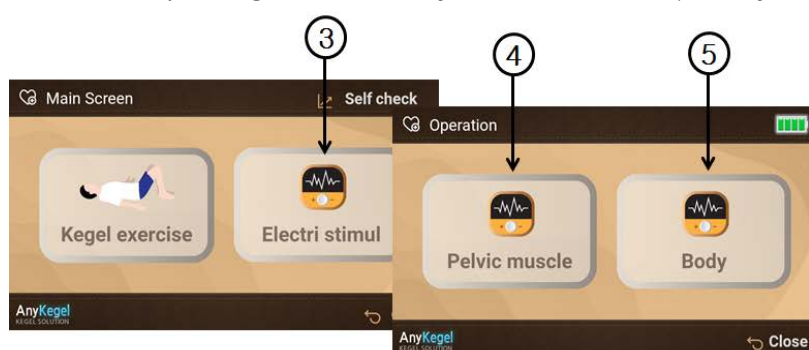 ③
④
⑤
Main Screen
Self check
Kegel exercise
Electri stimul
AnyKegel
KEGEL SOLUTION
Operation
Pelvic muscle
Body
AnyKegel
KEGEL SOLUTION
Close